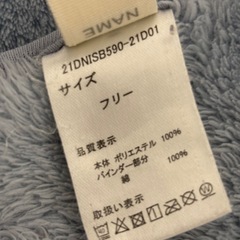 NAME
21DNISB590-21D01
サイズ
フリー
品質表示
本体 ポリエステル 100%
バインダー部分
綿 100%
取扱い表示